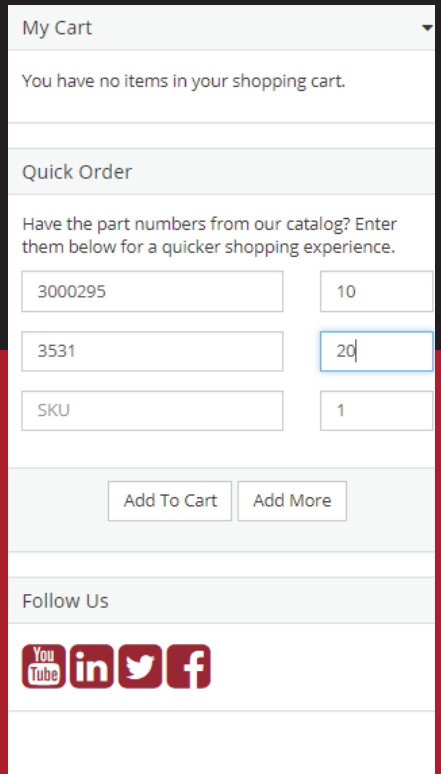 My Cart
You have no items in your shopping cart.
Quick Order
Have the part numbers from our catalog? Enter
them below for a quicker shopping experience.
3000295 10
3531 20
SKU 1
Add To Cart Add More
Follow Us
You
Tube in f